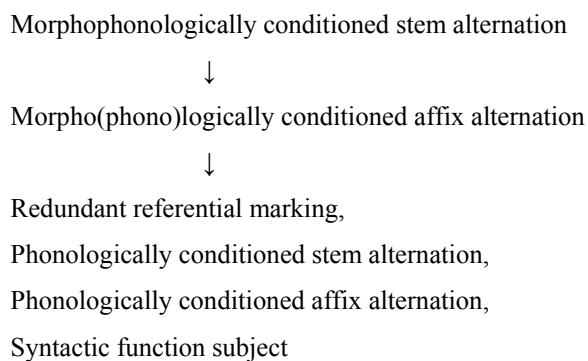 Morphophonologically conditioned stem alternation
↓
Morpho(phono)logically conditioned affix alternation
↓
Redundant referential marking,
Phonologically conditioned stem alternation,
Phonologically conditioned affix alternation,
Syntactic function subject